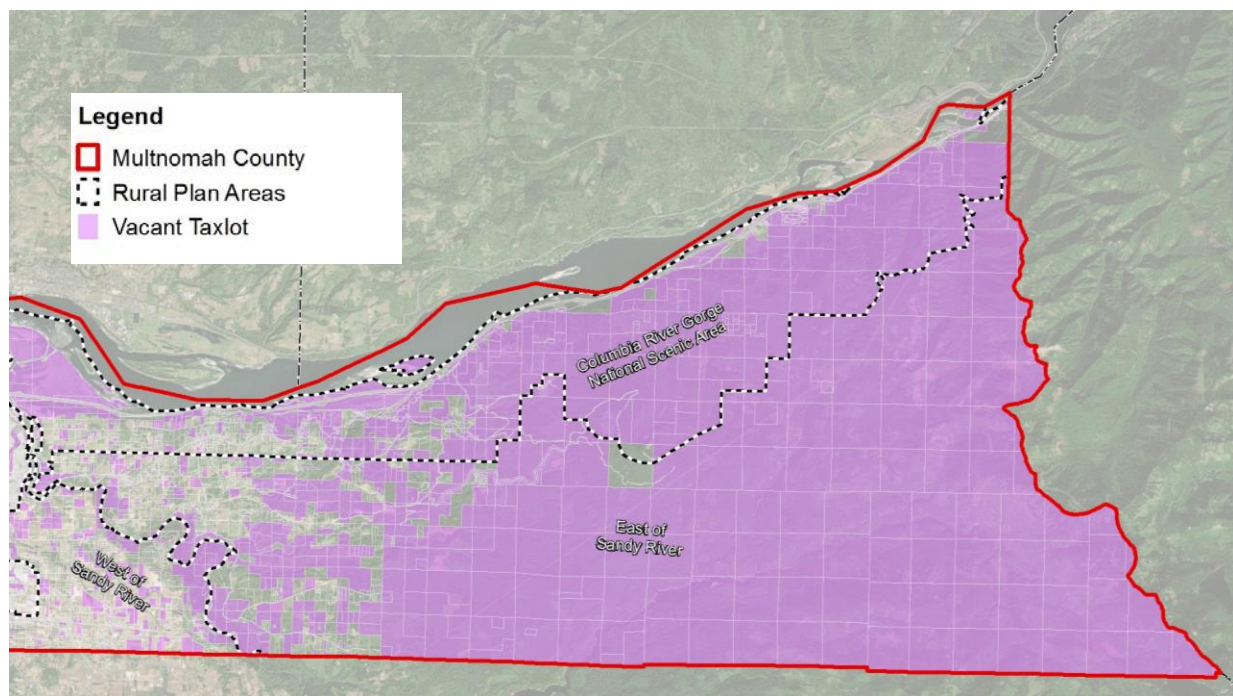 Legend
Multnomah County
Rural Plan Areas
Vacant Taxlot
Columbia River Gorge
National Scenic Area
East of
Sandy River
West of
Sandy River